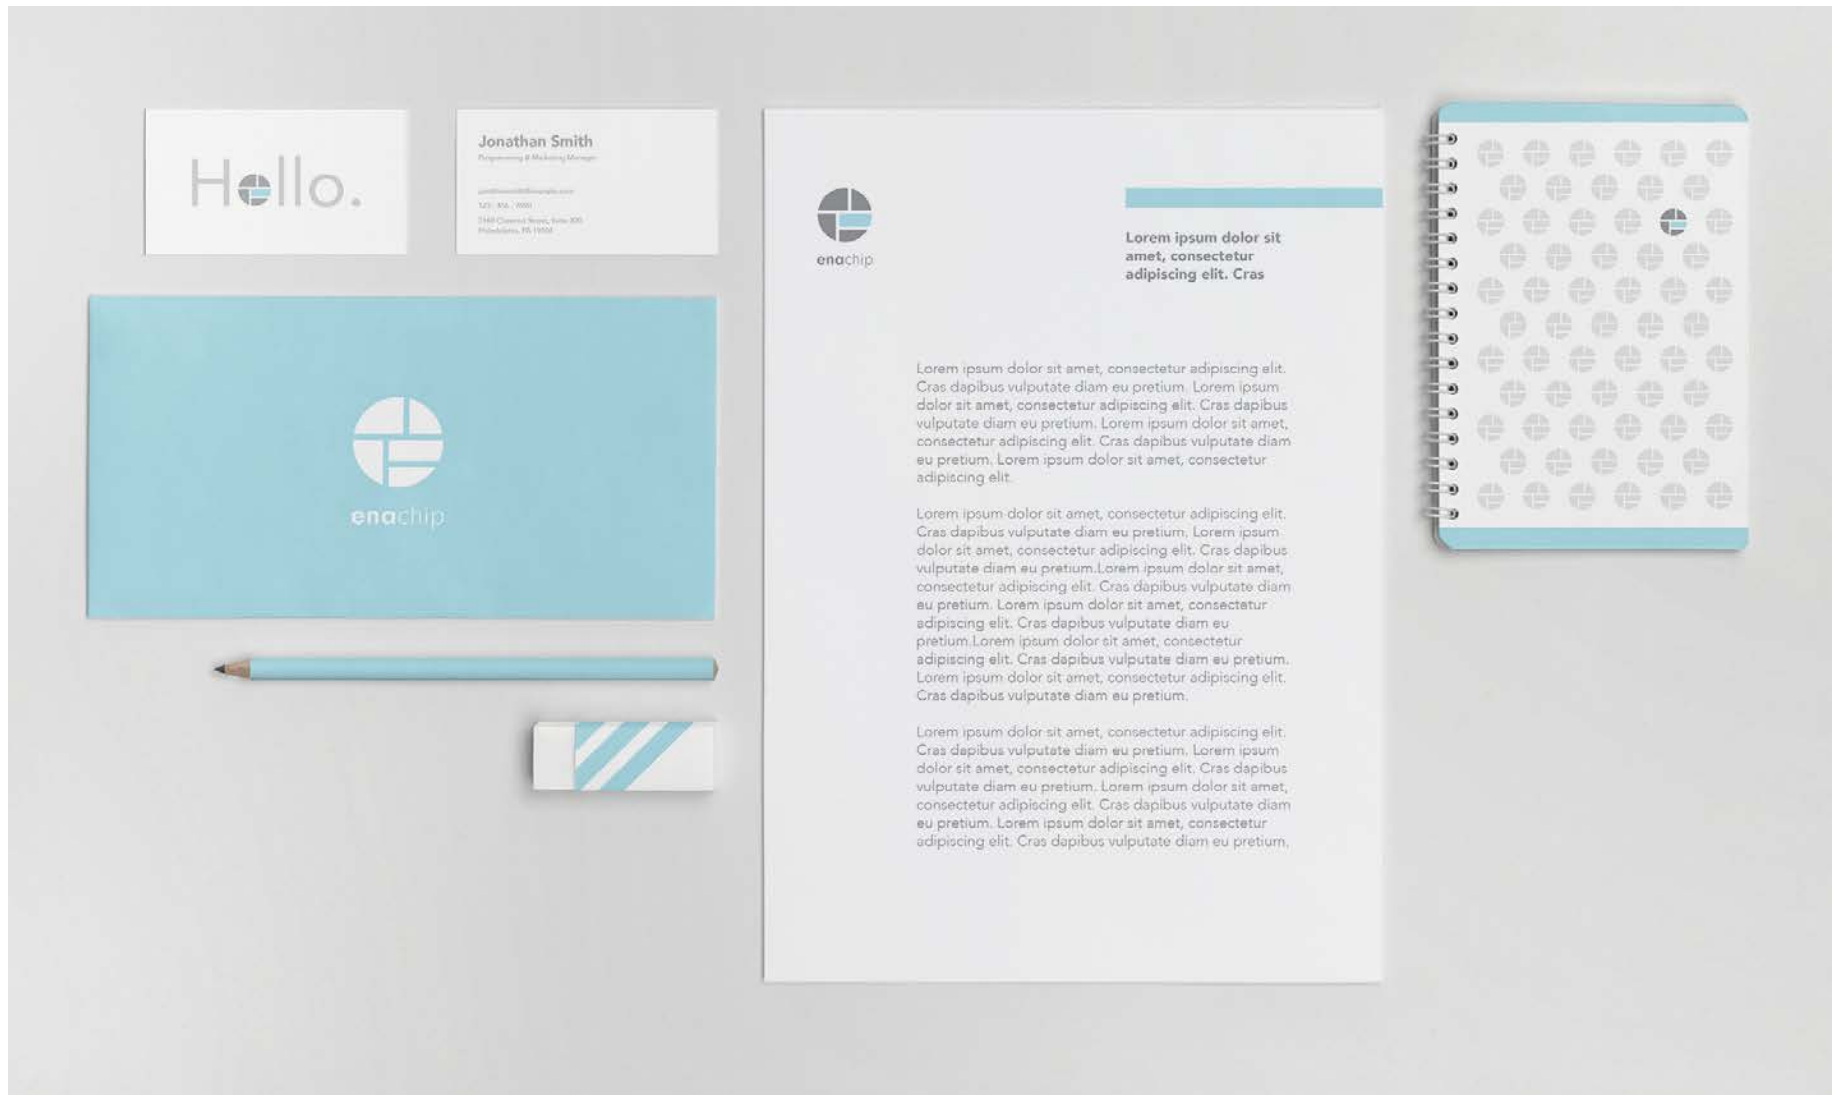 Hello.
Jonathan Smith
Programming & Marketing Manager
Philadelphia, PA
enachip
enachip
Lorem ipsum dolor sit
amet, consectetur
adipiscing elit. Cras
Lorem ipsum dolor sit amet, consectetur adipiscing elit.
Cras dapibus vulputate diam eu pretium. Lorem ipsum
dolor sit amet, consectetur adipiscing elit. Cras dapibus
vulputate diam eu pretium. Lorem ipsum dolor sit amet,
consectetur adipiscing elit. Cras dapibus vulputate diam
eu pretium. Lorem ipsum dolor sit amet, consectetur
adipiscing elit.
Lorem ipsum dolor sit amet, consectetur adipiscing elit.
Cras dapibus vulputate diam eu pretium. Lorem ipsum
dolor sit amet, consectetur adipiscing elit. Cras dapibus
vulputate diam eu pretium.Lorem ipsum dolor sit amet,
consectetur adipiscing elit. Cras dapibus vulputate diam
eu pretium. Lorem ipsum dolor sit amet, consectetur
adipiscing elit. Cras dapibus vulputate diam eu
pretium.Lorem ipsum dolor sit amet, consectetur
adipiscing elit. Cras dapibus vulputate diam eu pretium.
Lorem ipsum dolor sit amet, consectetur adipiscing elit.
Cras dapibus vulputate diam eu pretium.
Lorem ipsum dolor sit amet, consectetur adipiscing elit.
Cras dapibus vulputate diam eu pretium. Lorem ipsum
dolor sit amet, consectetur adipiscing elit. Cras dapibus
vulputate diam eu pretium. Lorem ipsum dolor sit amet,
consectetur adipiscing elit. Cras dapibus vulputate diam
eu pretium. Lorem ipsum dolor sit amet, consectetur
adipiscing elit. Cras dapibus vulputate diam eu pretium.